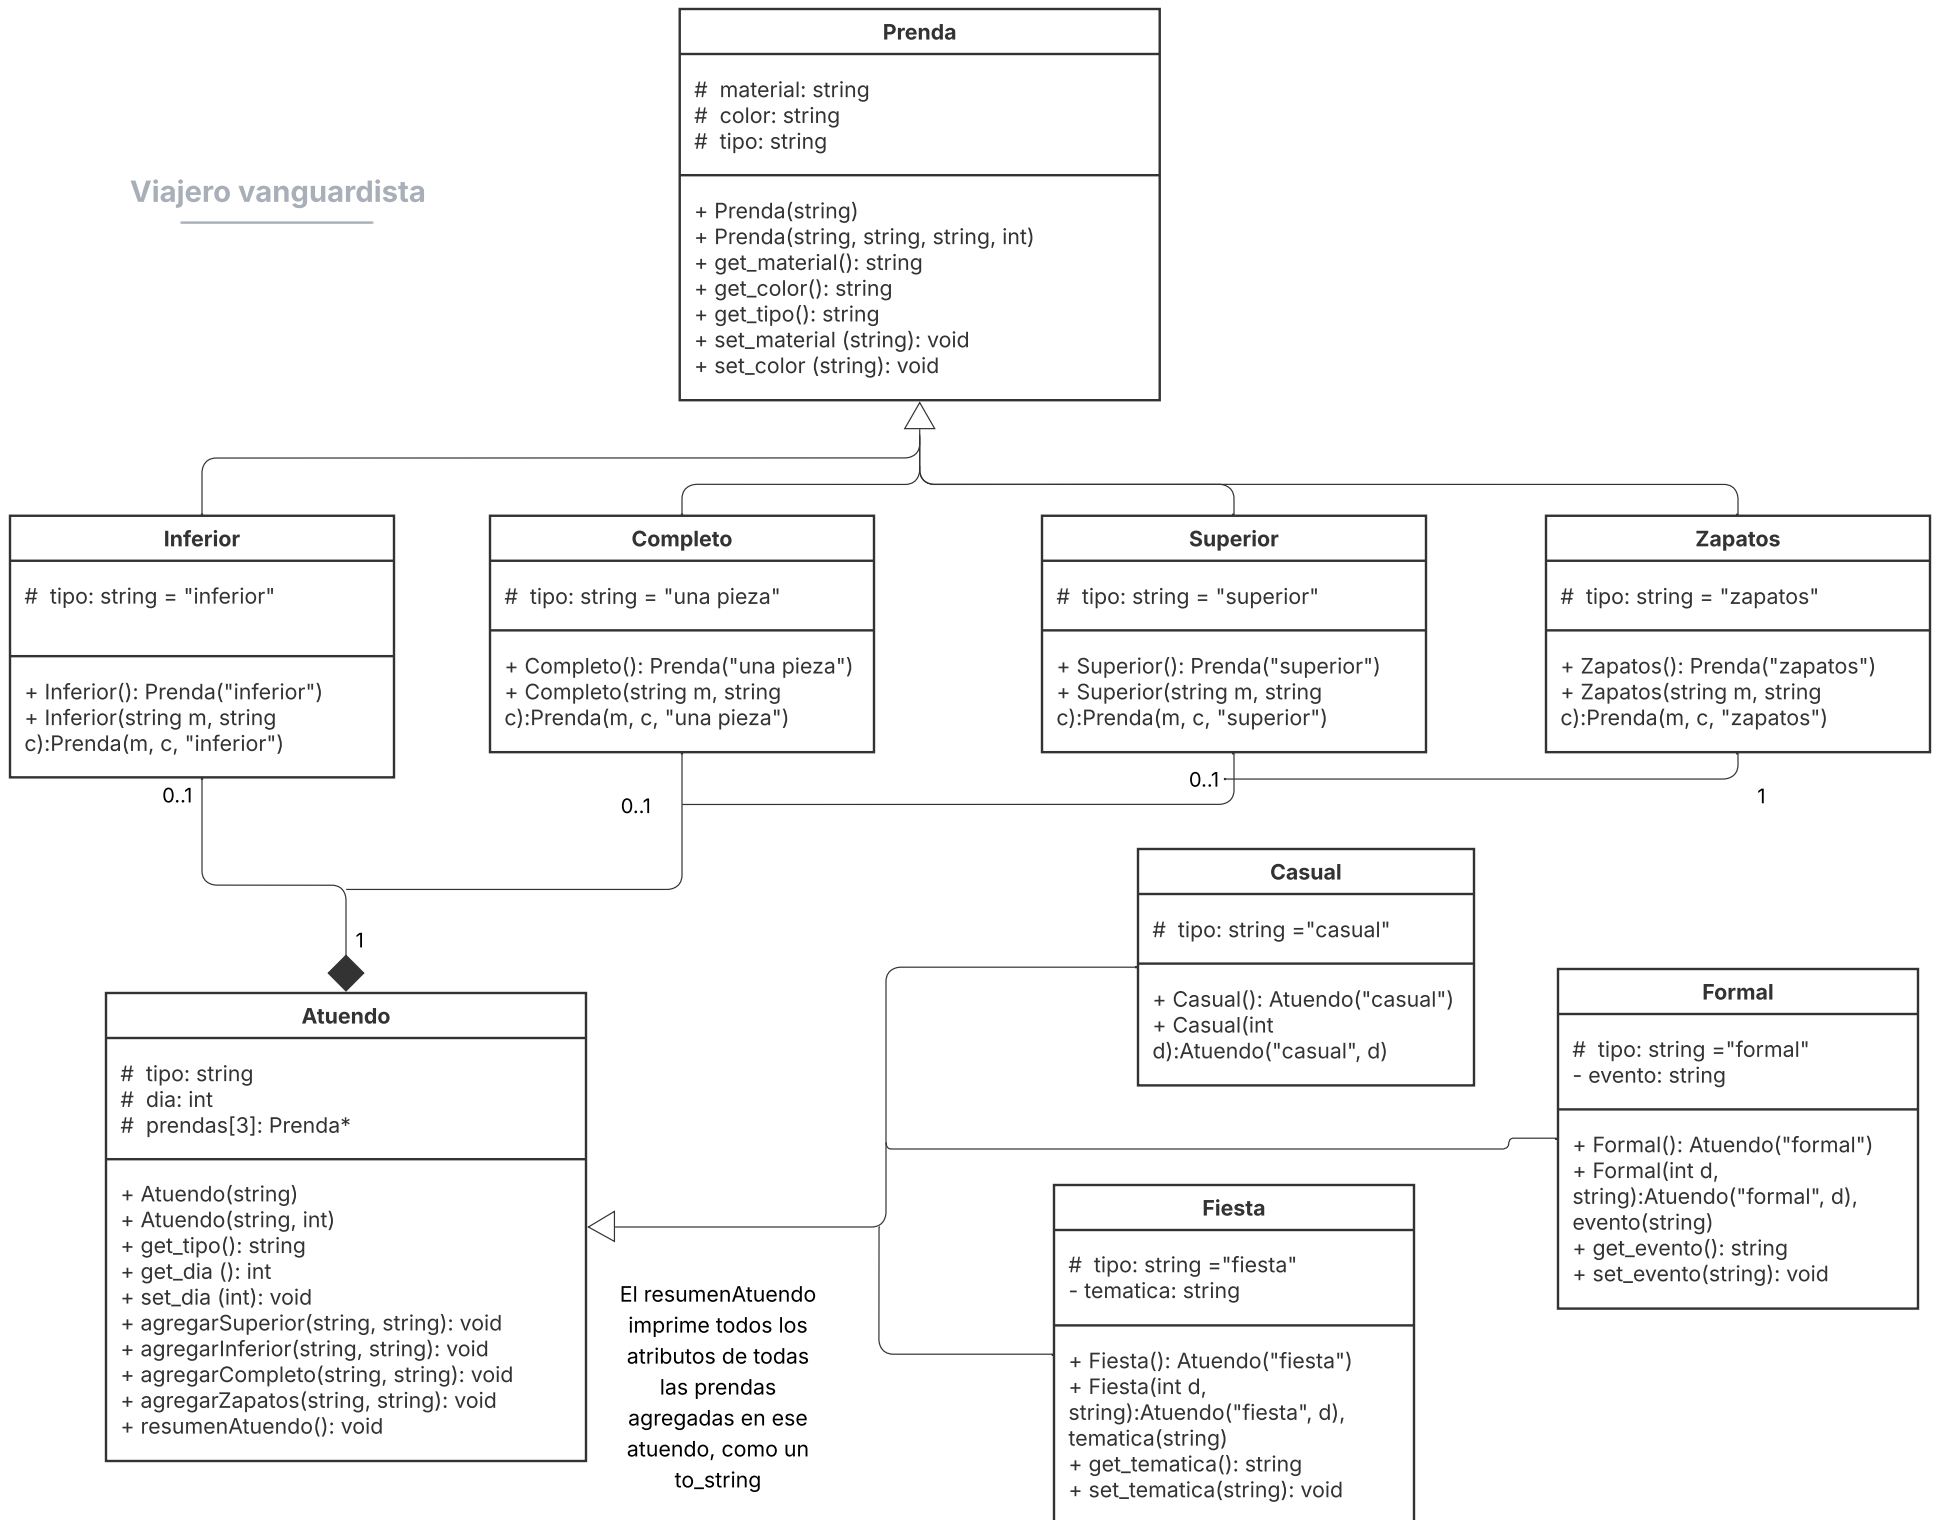 Prenda
# material: string
# color: string
# tipo: string
+ Prenda(string)
+ Prenda(string, string, string, int)
+ get_material(): string
+ get_color(): string
+ get_tipo(): string
+ set_material (string): void
+ set_color (string): void
Viajero vanguardista
Inferior
# tipo: string = "inferior"
+ Inferior(): Prenda("inferior")
+ Inferior(string m, string
c):Prenda(m, c, "inferior")
0..1
Completo
# tipo: string = "una pieza"
+ Completo(): Prenda("una pieza")
+ Completo(string m, string
c):Prenda(m, c, "una pieza")
0..1
Superior
# tipo: string = "superior"
+ Superior(): Prenda("superior")
+ Superior(string m, string
c):Prenda(m, c, "superior")
0..1
Zapatos
# tipo: string = "zapatos"
+ Zapatos(): Prenda("zapatos")
+ Zapatos(string m, string
c):Prenda(m, c, "zapatos")
1
1
Atuendo
# tipo: string
# dia: int
# prendas[3]: Prenda*
+ Atuendo(string)
+ Atuendo(string, int)
+ get_tipo(): string
+ get_dia (): int
+ set_dia (int): void
+ agregarSuperior(string, string): void
+ agregarInferior(string, string): void
+ agregarCompleto(string, string): void
+ agregarZapatos(string, string): void
+ resumenAtuendo(): void
El resumenAtuendo
imprime todos los
atributos de todas
las prendas
agregadas en ese
atuendo, como un
to_string
Casual
# tipo: string ="casual"
+ Casual(): Atuendo("casual")
+ Casual(int
d):Atuendo("casual", d)
Formal
# tipo: string ="formal"
- evento: string
+ Formal(): Atuendo("formal")
+ Formal(int d,
string):Atuendo("formal", d),
evento(string)
+ get_evento(): string
+ set_evento(string): void
Fiesta
# tipo: string ="fiesta"
- tematica: string
+ Fiesta(): Atuendo("fiesta")
+ Fiesta(int d,
string):Atuendo("fiesta", d),
tematica(string)
+ get_tematica(): string
+ set_tematica(string): void